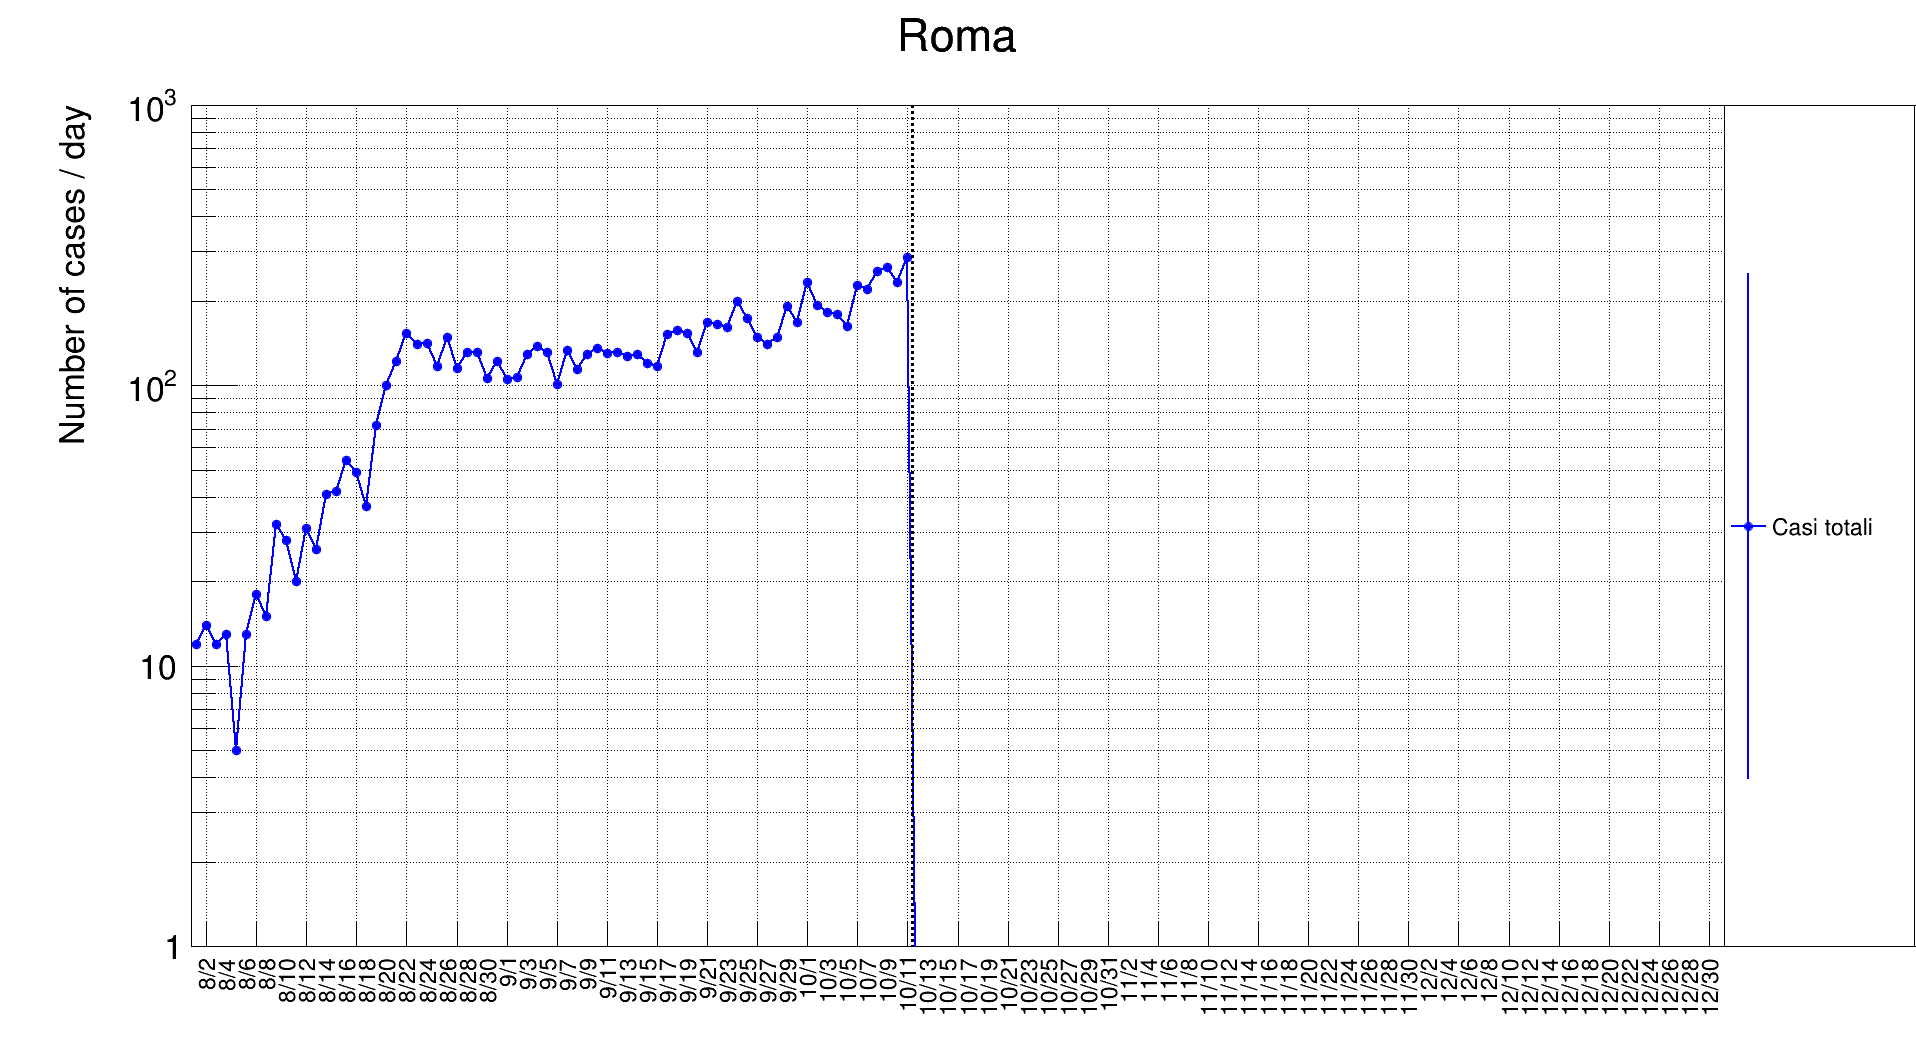 Roma
Number of cases / day
10³
10²
10
1
8/2 8/4 8/6 8/8 8/10 8/12 8/14 8/16 8/18 8/20 8/22 8/24 8/26 8/28 8/30 9/1 9/3 9/5 9/7 9/9 9/11 9/13 9/15 9/17 9/19 9/21 9/23 9/25 9/27 9/29 10/1 10/3 10/5 10/7 10/9 10/11 10/13 10/15 10/17 10/19 10/21 10/23 10/25 10/27 10/29 10/31 11/2 11/4 11/6 11/8 11/10 11/12 11/14 11/16 11/18 11/20 11/22 11/24 11/26 11/28 11/30 12/2 12/4 12/6 12/8 12/10 12/12 12/14 12/16 12/18 12/20 12/22 12/24 12/26 12/28 12/30
Casi totali